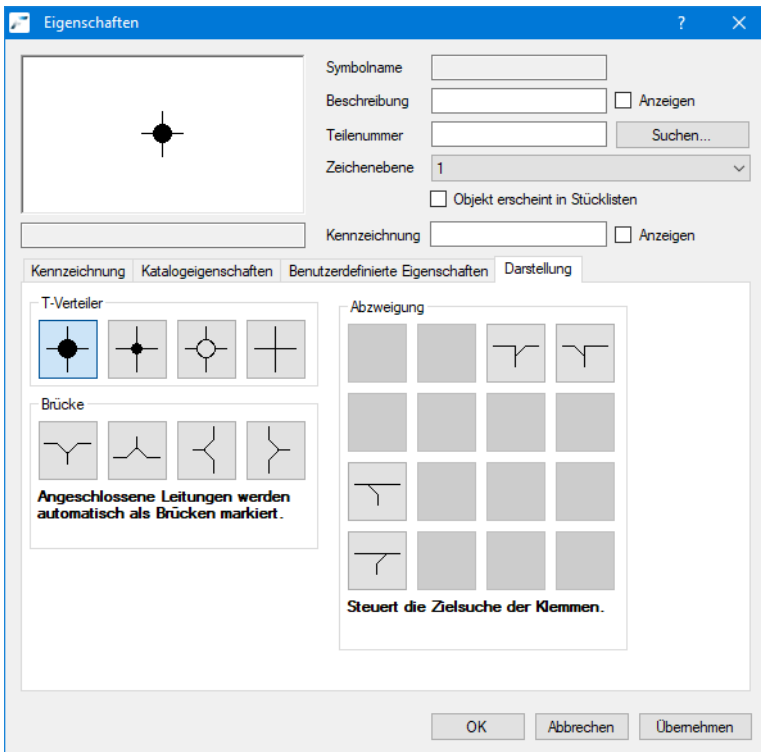 Eigenschaften
?
Symbolname
Beschreibung
Anzeigen
Teilenummer
Suchen...
Zeichenebene
1
Objekt erscheint in Stücklisten
Kennzeichnung
Anzeigen
Kennzeichnung
Katalogeigenschaften
Benutzerdefinierte Eigenschaften
Darstellung
T-Verteiler
Abzweigung
Brücke
Angeschlossene Leitungen werden
automatisch als Brücken markiert.
Steuert die Zielsuche der Klemmen.
OK
Abbrechen
Übernehmen